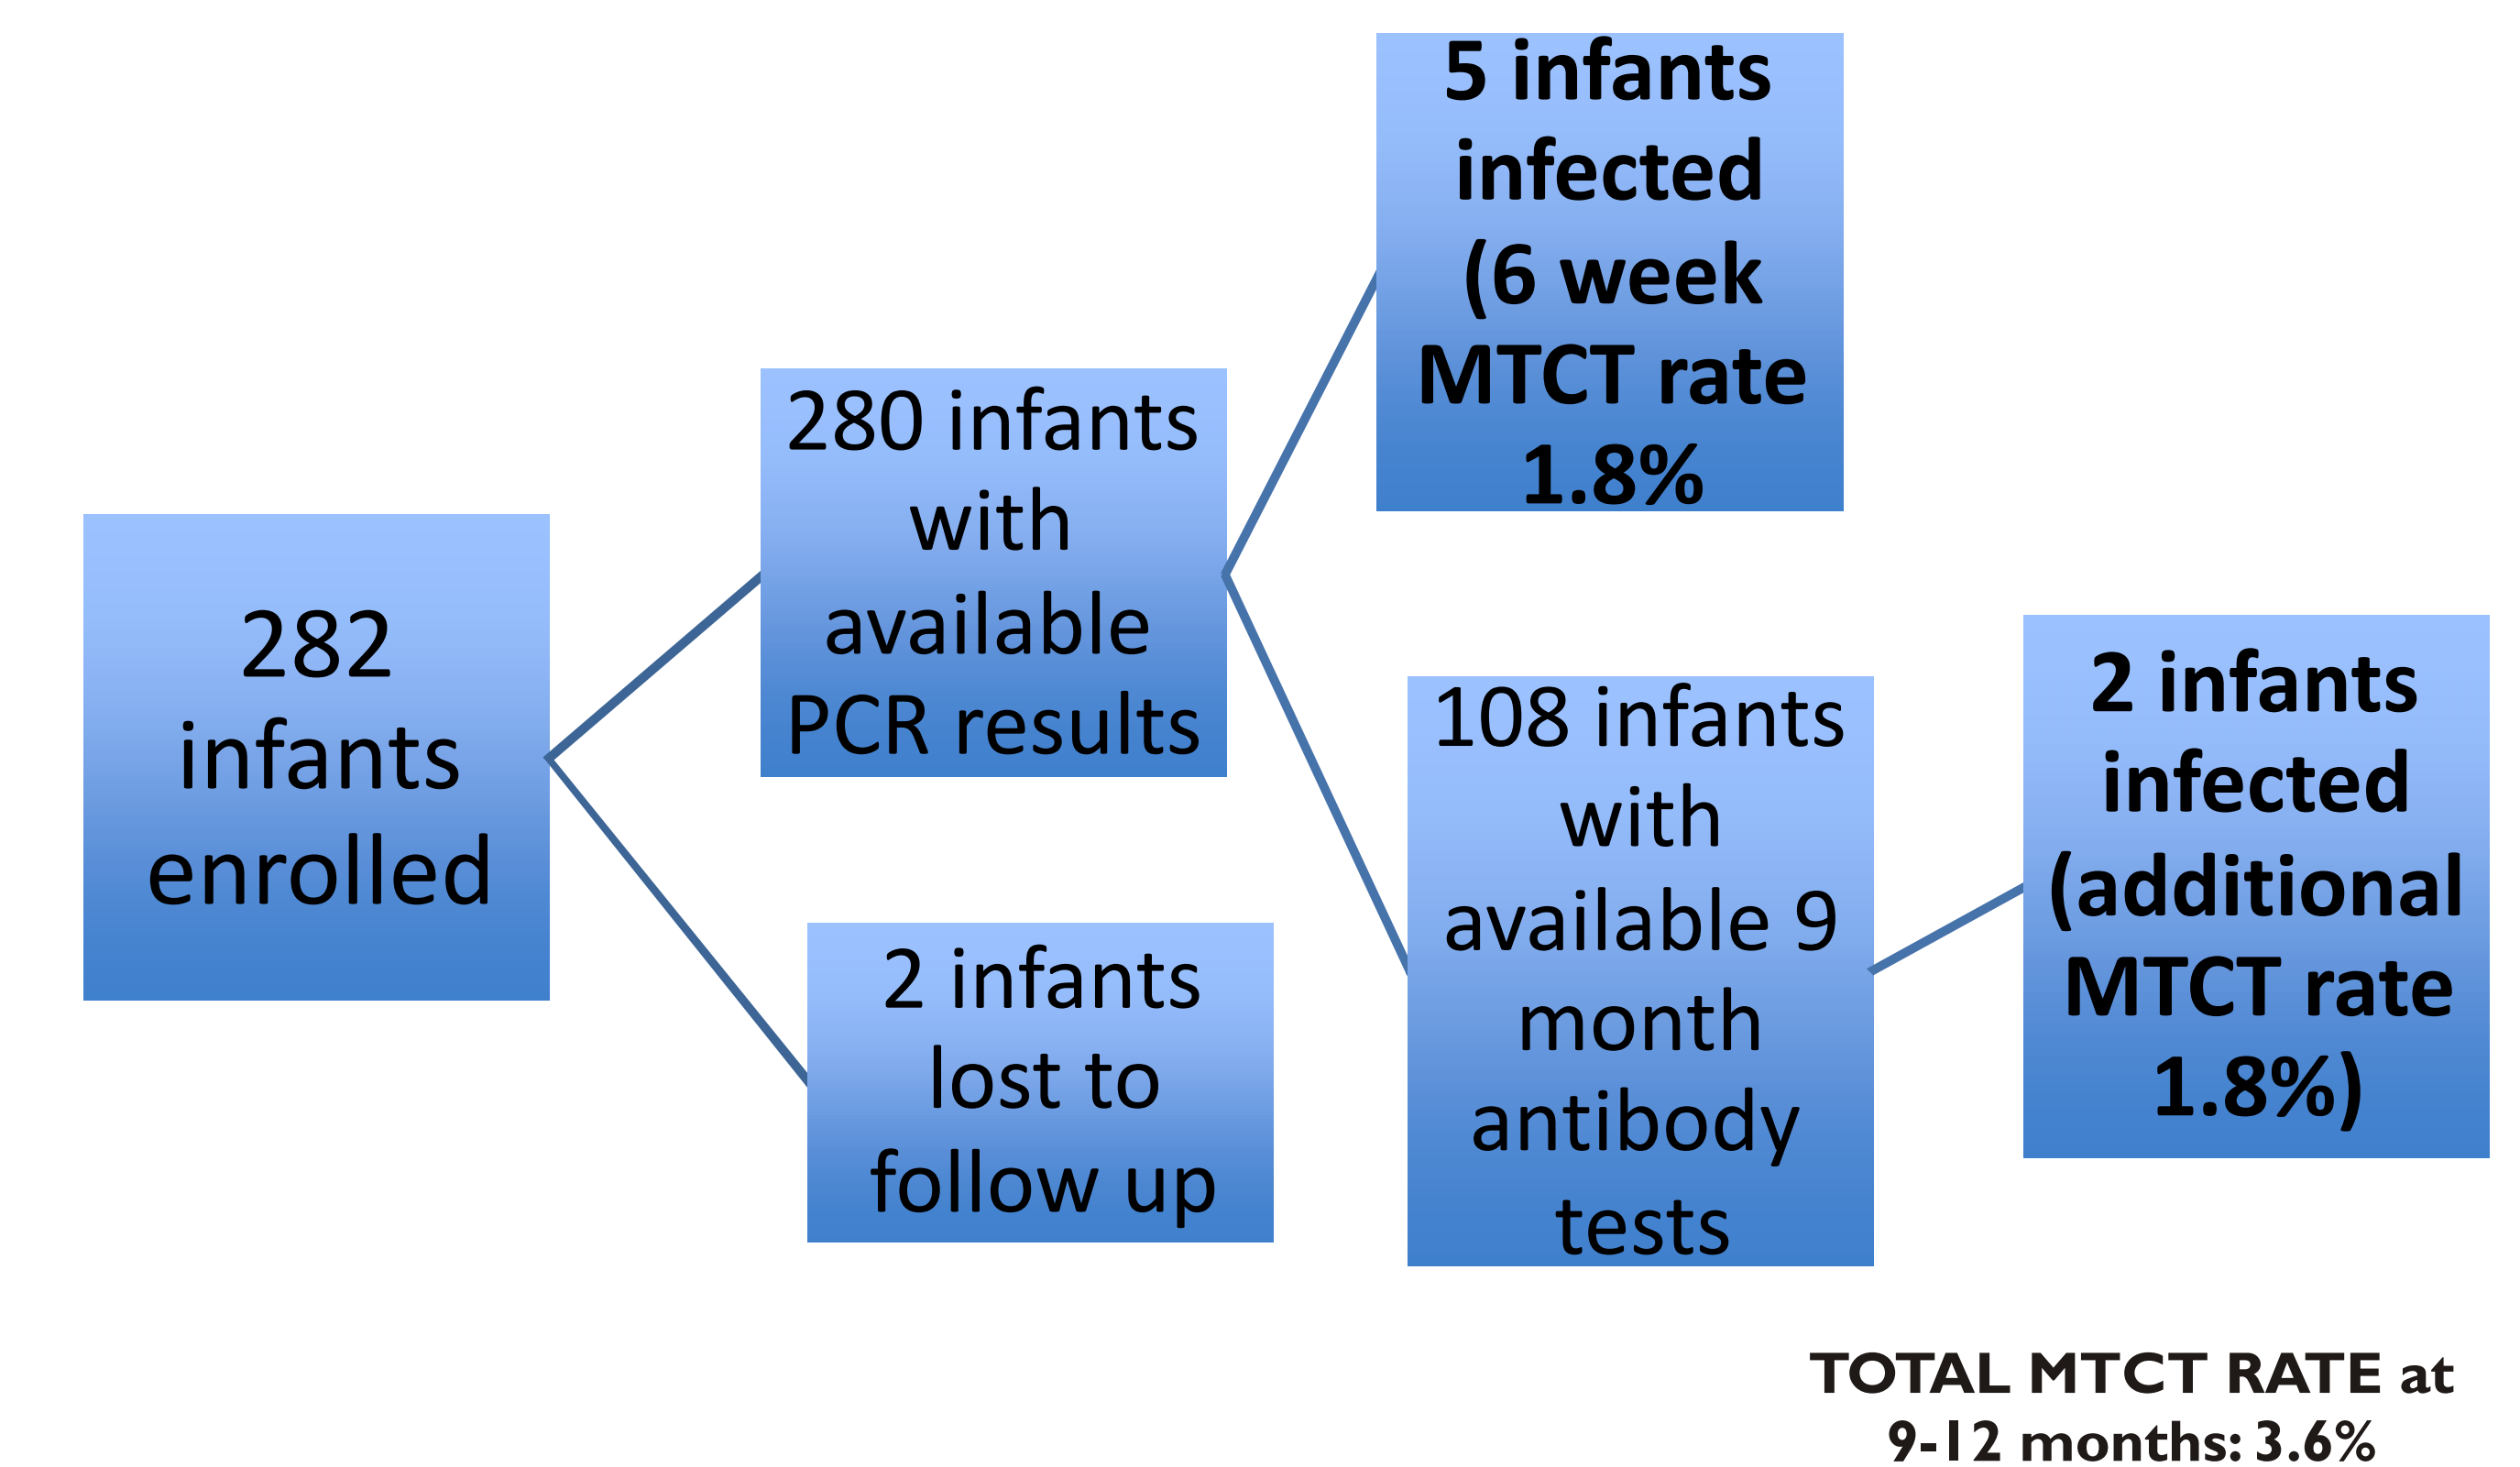 282
infants
enrolled
280 infants
with
available
PCR results
2 infants
lost to
follow up
5 infants
infected
(6 week
MTCT rate
1.8%
108 infants
with
available 9
month
antibody
tests
2 infants
infected
(additional
MTCT rate
1.8%)
TOTAL MTCT RATE at
9-12 months: 3.6%